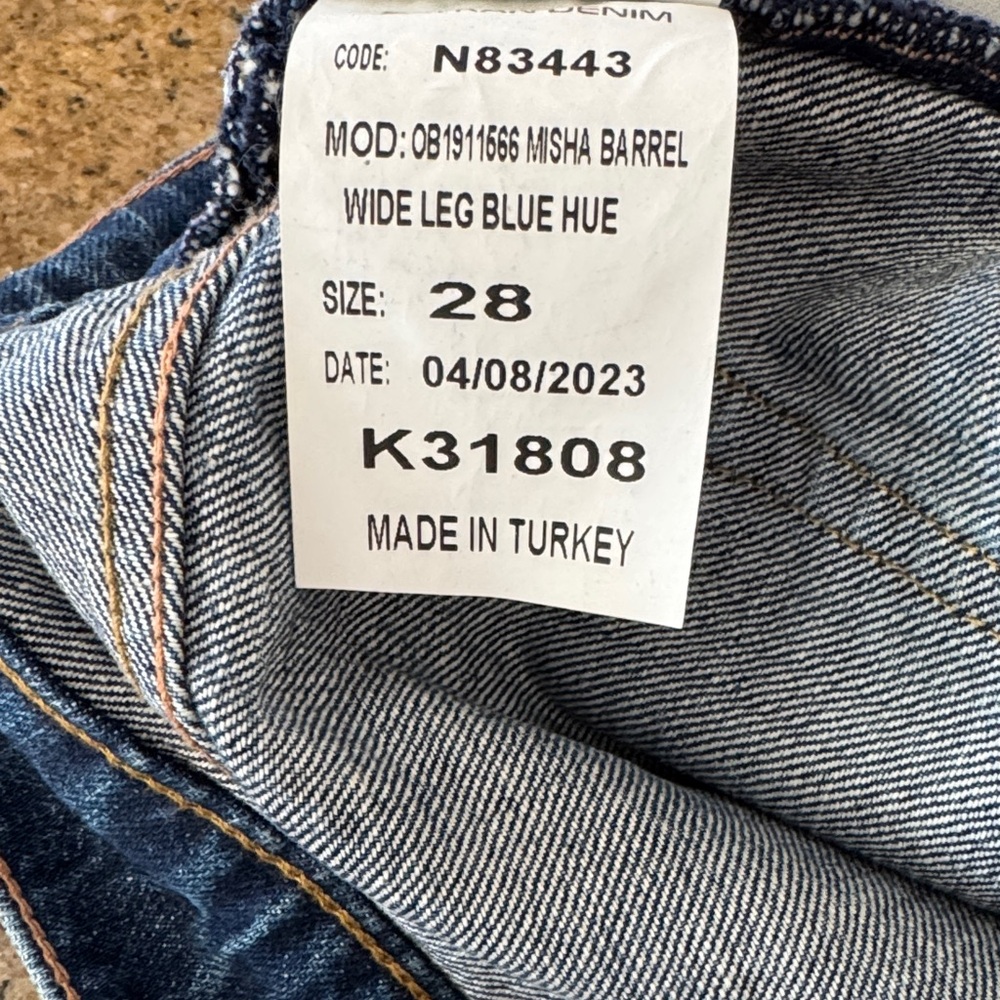 DENIM
CODE: N83443
MOD: OB1911566 MISHA BARREL
WIDE LEG BLUE HUE
SIZE: 28
DATE: 04/08/2023
K31808
MADE IN TURKEY